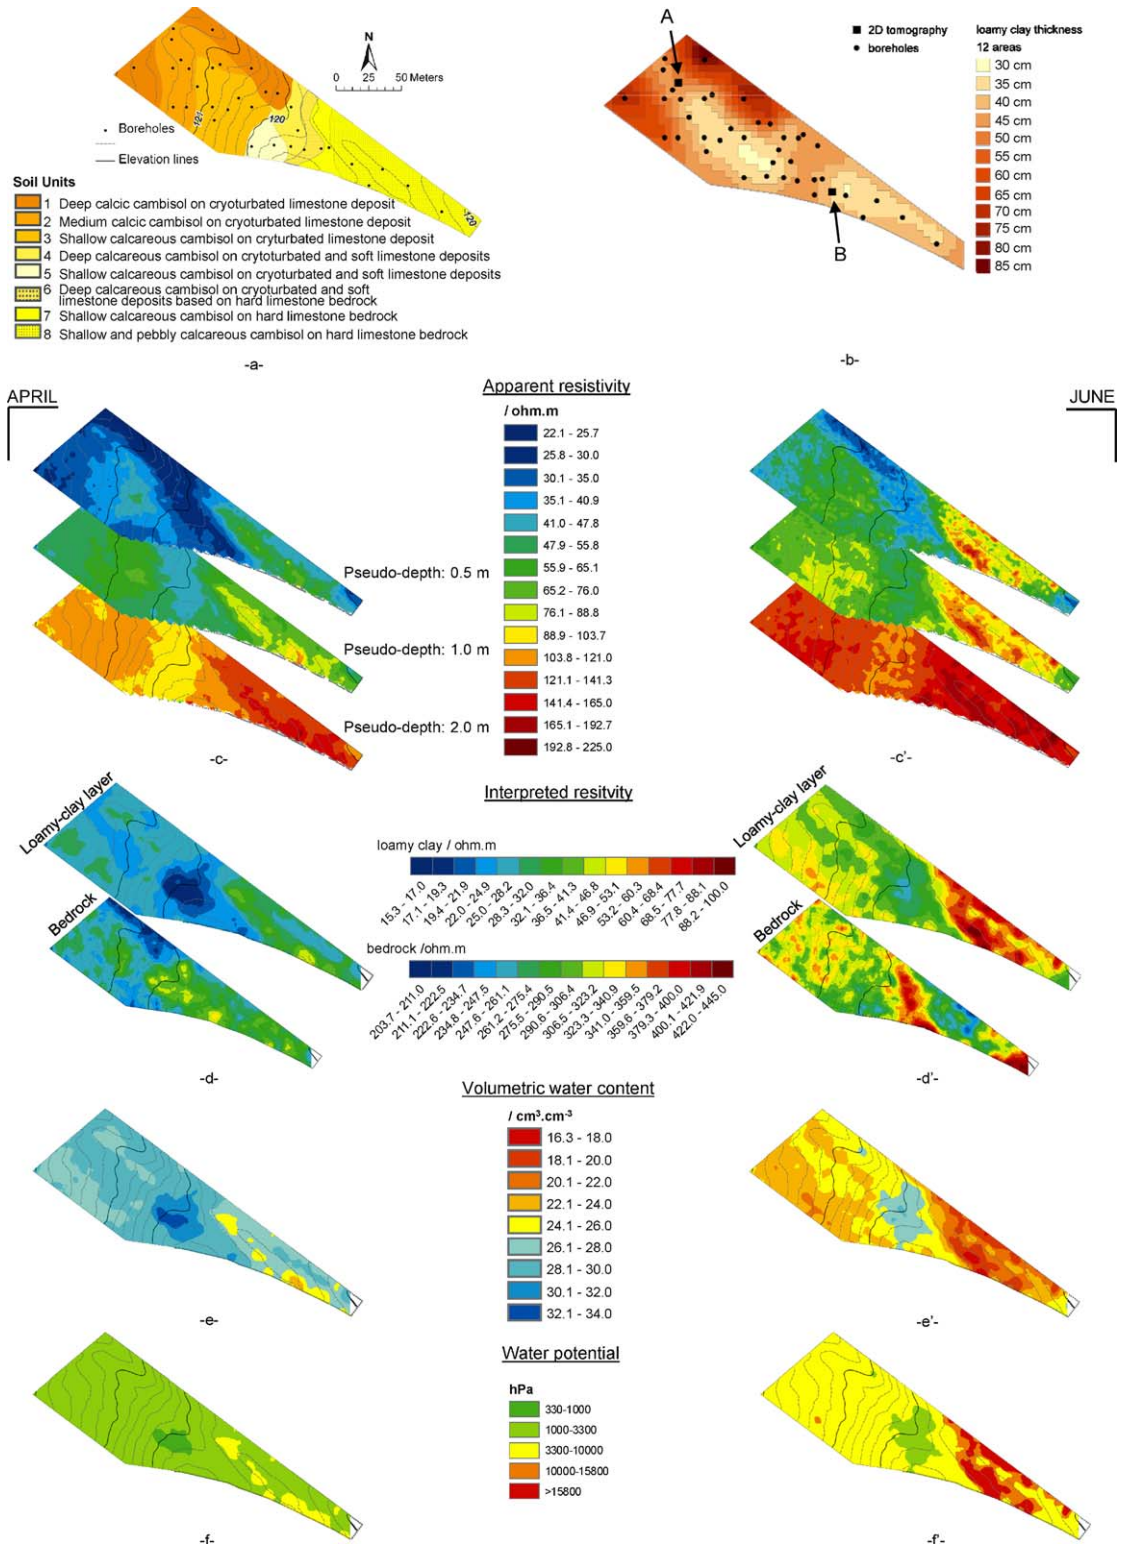 N
0 25 50 Meters
121
120
120
Boreholes
Elevation lines
Soil Units
1 Deep calcic cambisol on cryoturbated limestone deposit
2 Medium calcic cambisol on cryoturbated limestone deposit
3 Shallow calcareous cambisol on cryturbated limestone deposit
4 Deep calcareous cambisol on crytoturbated and soft limestone deposits
5 Shallow calcareous cambisol on cryoturbated and soft limestone deposits
6 Deep calcareous cambisol on cryoturbated and soft
limestone deposits based on hard limestone bedrock
7 Shallow calcareous cambisol on hard limestone bedrock
8 Shallow and pebbly calcareous cambisol on hard limestone bedrock
-a-
A
B
2D tomography
boreholes
loamy clay thickness
12 areas
30 cm
35 cm
40 cm
45 cm
50 cm
55 cm
60 cm
65 cm
70 cm
75 cm
80 cm
85 cm
-b-
APRIL
JUNE
Apparent resistivity
/ ohm.m
22.1 - 25.7
25.8 - 30.0
30.1 - 35.0
35.1 - 40.9
41.0 - 47.8
47.9 - 55.8
55.9 - 65.1
65.2 - 76.0
76.1 - 88.8
88.9 - 103.7
103.8 - 121.0
121.1 - 141.3
141.4 - 165.0
165.1 - 192.7
192.8 - 225.0
Pseudo-depth: 0.5 m
Pseudo-depth: 1.0 m
Pseudo-depth: 2.0 m
-c-
-c'-
Interpreted resitvity
Loamy-clay layer
Bedrock
Loamy-clay layer
Bedrock
loamy clay / ohm.m
15.3 - 17.0
17.1 - 19.3
19.4 - 21.9
22.0 - 24.9
25.0 - 28.2
28.3 - 32.0
32.1 - 36.4
36.5 - 41.3
41.4 - 46.8
46.9 - 53.1
53.2 - 60.3
60.4 - 68.4
68.5 - 77.7
77.8 - 88.1
88.2 - 100.0
bedrock /ohm.m
203.7 - 211.0
211.1 - 222.5
222.6 - 234.7
234.8 - 247.5
247.6 - 261.1
261.2 - 275.4
275.5 - 290.5
290.6 - 306.4
306.5 - 323.2
323.3 - 340.9
341.0 - 359.5
359.6 - 379.2
379.3 - 400.0
400.1 - 421.9
422.0 - 445.0
-d-
-d'-
Volumetric water content
/ cm³.cm⁻³
16.3 - 18.0
18.1 - 20.0
20.1 - 22.0
22.1 - 24.0
24.1 - 26.0
26.1 - 28.0
28.1 - 30.0
30.1 - 32.0
32.1 - 34.0
-e-
-e'-
Water potential
hPa
330-1000
1000-3300
3300-10000
10000-15800
>15800
-f-
-f'-